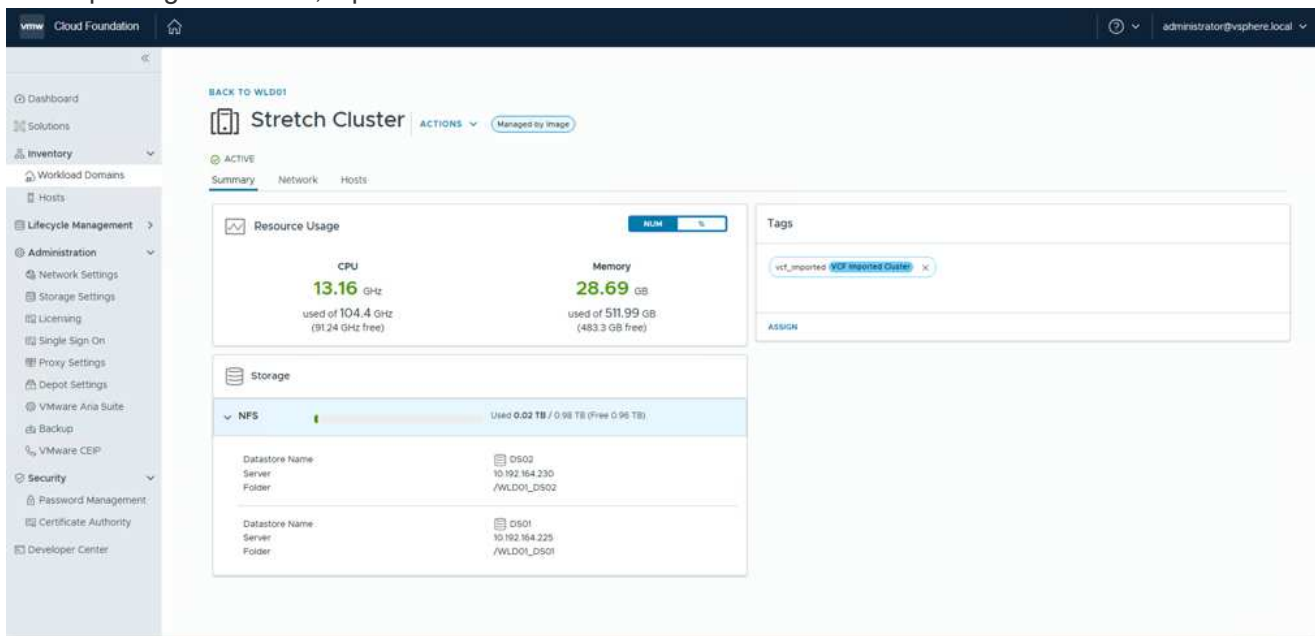 vmw Cloud Foundation
administrator@vsphere.local
Dashboard
Solutions
Inventory
Workload Domains
Hosts
Lifecycle Management
Administration
Network Settings
Storage Settings
Licensing
Single Sign On
Proxy Settings
Depot Settings
VMware Aria Suite
Backup
VMware CEIP
Security
Password Management
Certificate Authority
Developer Center
BACK TO WLD01
Stretch Cluster ACTIONS Managed by Image
ACTIVE
Summary Network Hosts
Resource Usage NUM %
CPU
13.16 GHz
used of 104.4 GHz
(91.24 GHz free)
Memory
28.69 GB
used of 511.99 GB
(483.3 GB free)
Storage
NFS Used 0.02 TB / 0.98 TB (Free 0.96 TB)
Datastore Name DS02
Server 10.192.164.230
Folder /WLD01_DS02
Datastore Name DS01
Server 10.192.164.225
Folder /WLD01_DS01
Tags
vcf_imported VCF Imported Cluster ×
ASSIGN